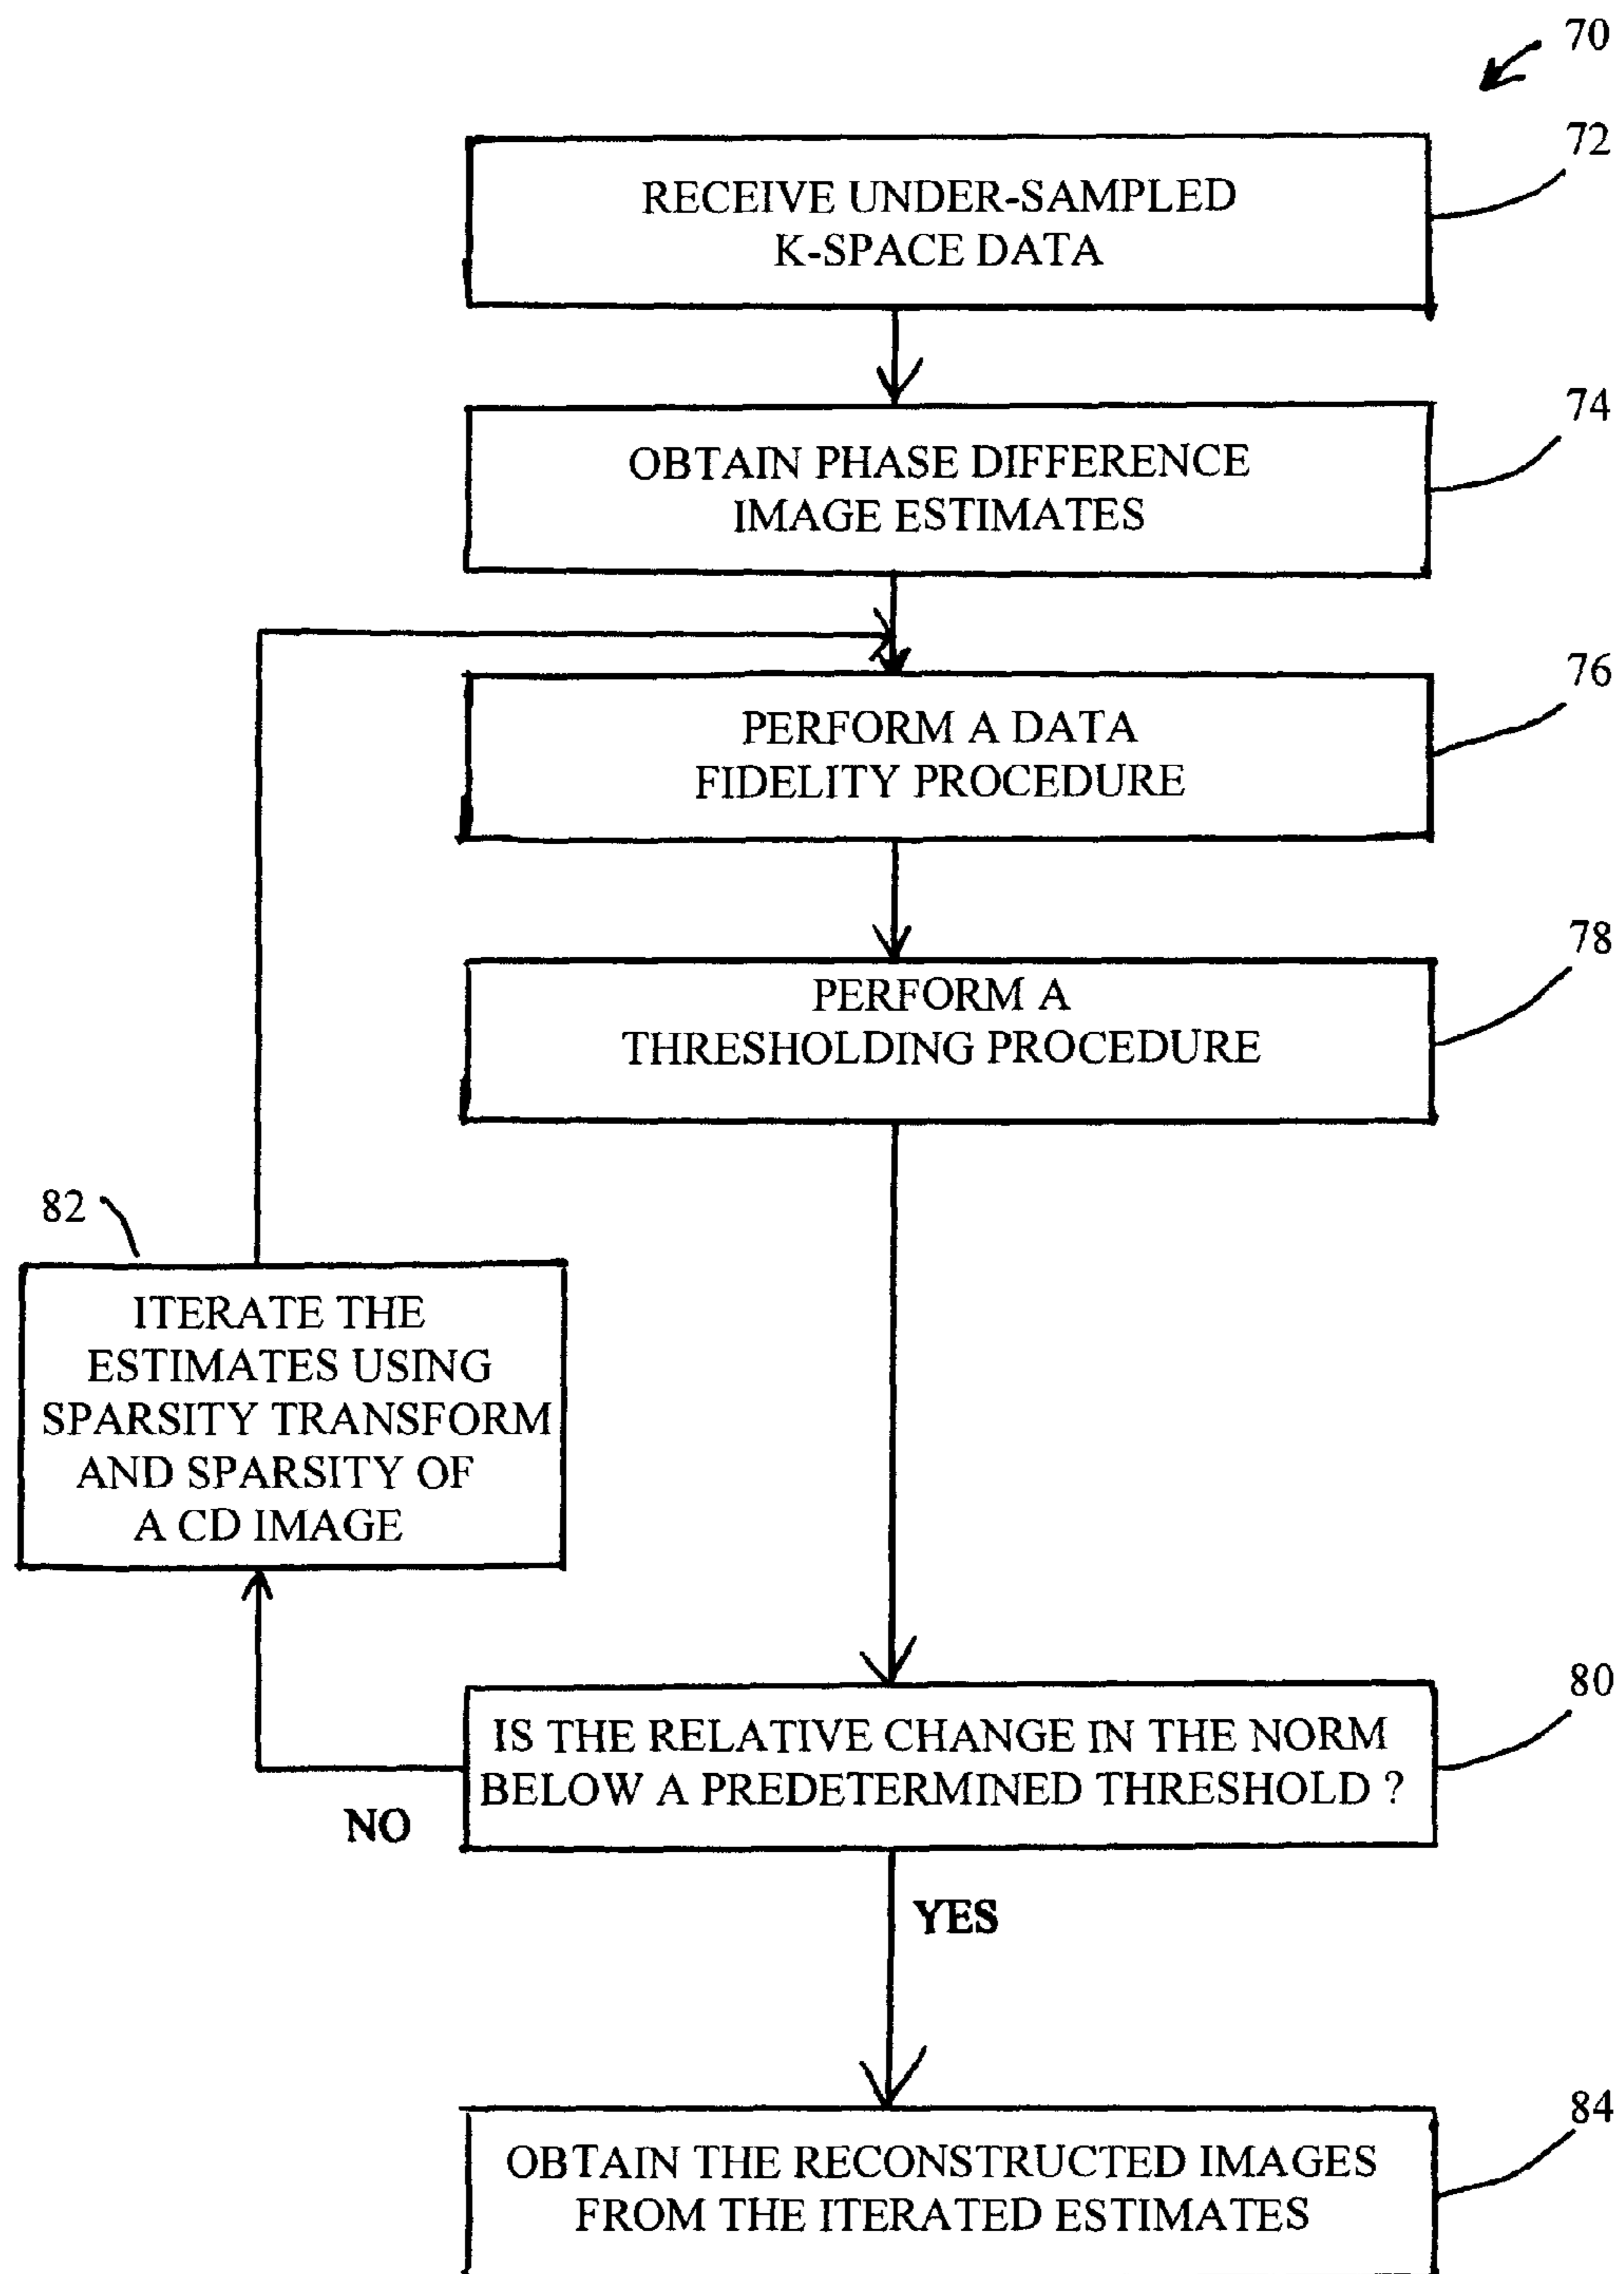 70
72
RECEIVE UNDER-SAMPLED
K-SPACE DATA
74
OBTAIN PHASE DIFFERENCE
IMAGE ESTIMATES
76
PERFORM A DATA
FIDELITY PROCEDURE
78
PERFORM A
THRESHOLDING PROCEDURE
82
ITERATE THE
ESTIMATES USING
SPARSITY TRANSFORM
AND SPARSITY OF
A CD IMAGE
80
IS THE RELATIVE CHANGE IN THE NORM
BELOW A PREDETERMINED THRESHOLD ?
NO
YES
84
OBTAIN THE RECONSTRUCTED IMAGES
FROM THE ITERATED ESTIMATES